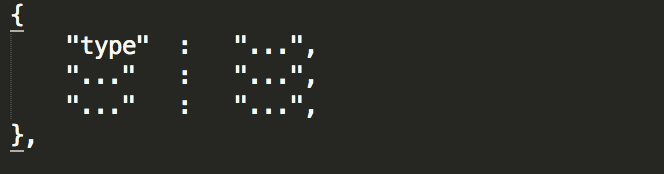 {
"type" : "...",
"..." : "...",
"..." : "...",
},